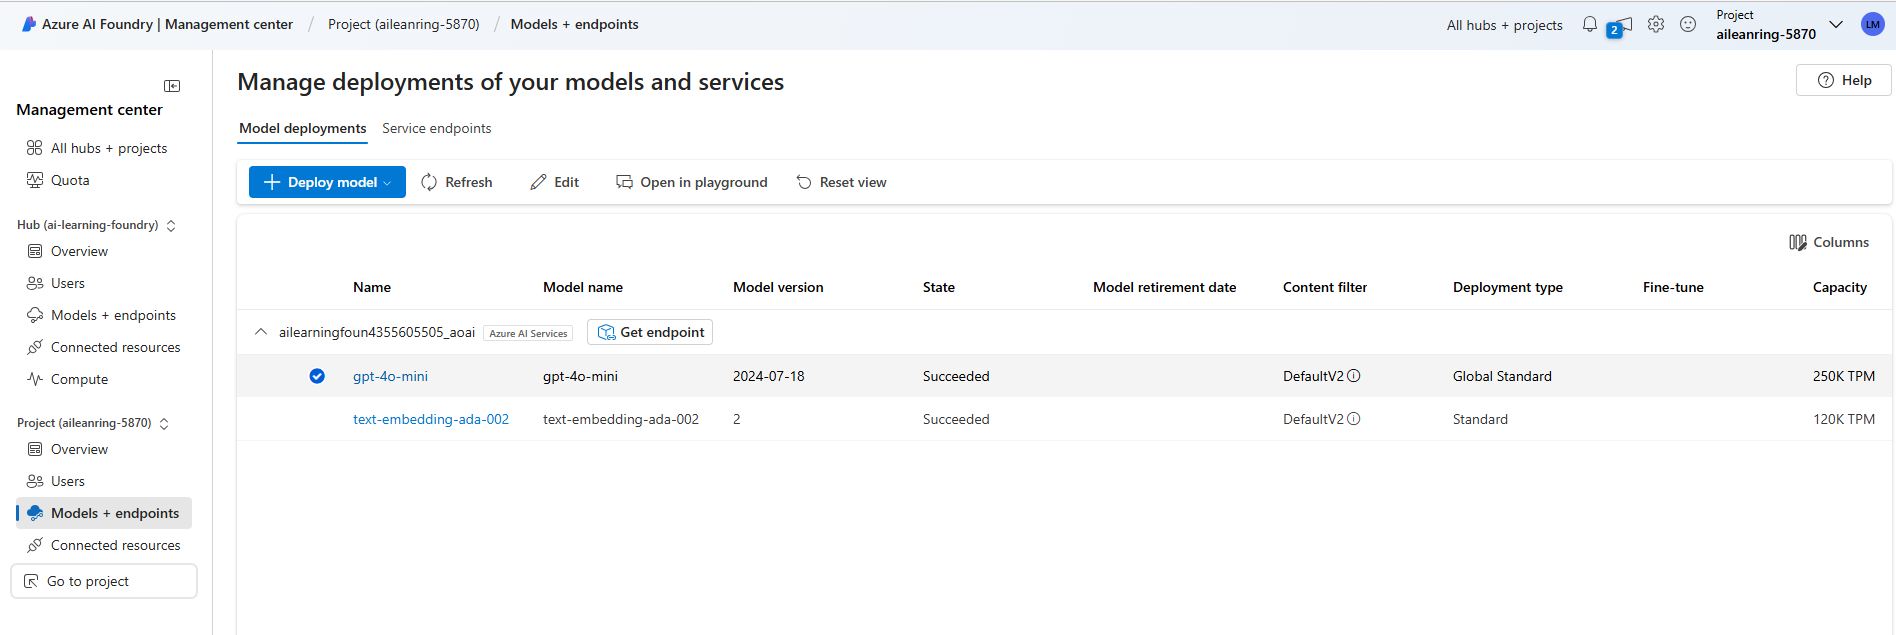 Azure AI Foundry | Management center / Project (aileanring-5870) / Models + endpoints
All hubs + projects
2
Project
aileanring-5870
LM
Management center
All hubs + projects
Quota
Hub (ai-learning-foundry)
Overview
Users
Models + endpoints
Connected resources
Compute
Project (aileanring-5870)
Overview
Users
Models + endpoints
Connected resources
Go to project
Manage deployments of your models and services
Help
Model deployments Service endpoints
Deploy model Refresh Edit Open in playground Reset view
Columns
Name Model name Model version State Model retirement date Content filter Deployment type Fine-tune Capacity
ailearningfoun4355605505_aoai Azure AI Services Get endpoint
gpt-4o-mini gpt-4o-mini 2024-07-18 Succeeded DefaultV2 Global Standard 250K TPM
text-embedding-ada-002 text-embedding-ada-002 2 Succeeded DefaultV2 Standard 120K TPM